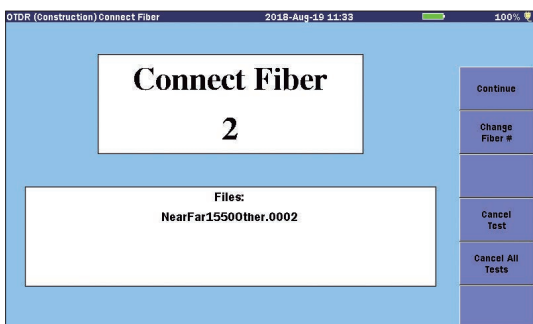 OTDR (Construction) Connect Fiber 2018-Aug-19 11:33 100%
Connect Fiber
2
Files:
NearFar1550Other.0002
Continue
Change
Fiber #
Cancel
Test
Cancel All
Tests